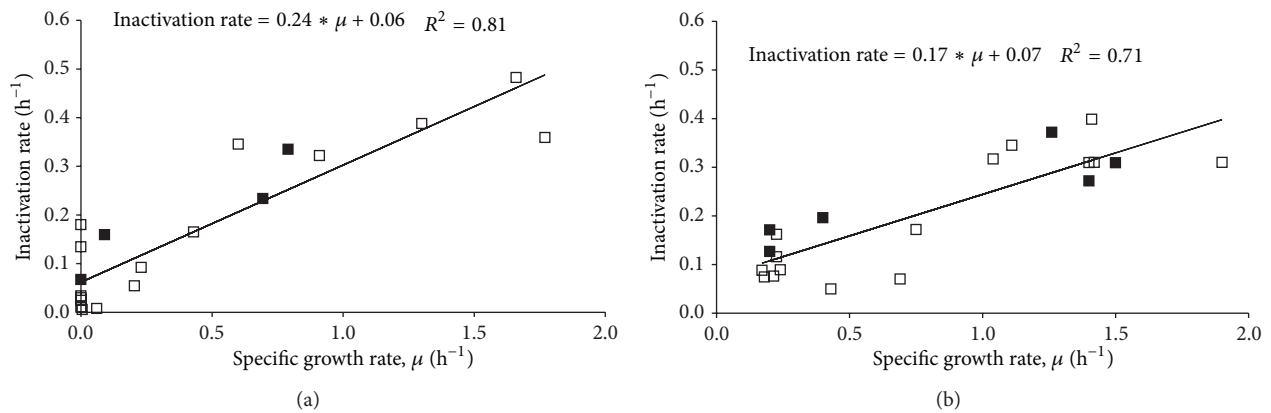 Inactivation rate = 0.24 ∗ μ + 0.06 R² = 0.81
0.6
0.5
0.4
0.3
0.2
0.1
0.0
Inactivation rate (h⁻¹)
0.0 0.5 1.0 1.5 2.0
Specific growth rate, μ (h⁻¹)
(a)
Inactivation rate = 0.17 ∗ μ + 0.07 R² = 0.71
0.6
0.5
0.4
0.3
0.2
0.1
0.0
Inactivation rate (h⁻¹)
0.0 0.5 1.0 1.5 2.0
Specific growth rate, μ (h⁻¹)
(b)